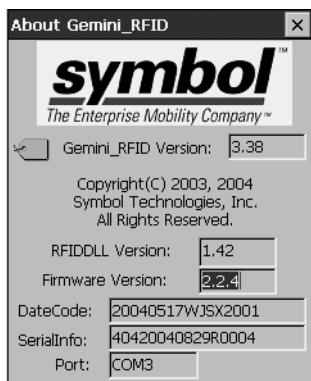 About Gemini_RFID
symbol™
The Enterprise Mobility Company™
Gemini_RFID Version: 3.38
Copyright(C) 2003, 2004
Symbol Technologies, Inc.
All Rights Reserved.
RFIDDLL Version: 1.42
Firmware Version: 2.2.4
DateCode: 20040517WJSX2001
SerialInfo: 40420040829R0004
Port: COM3